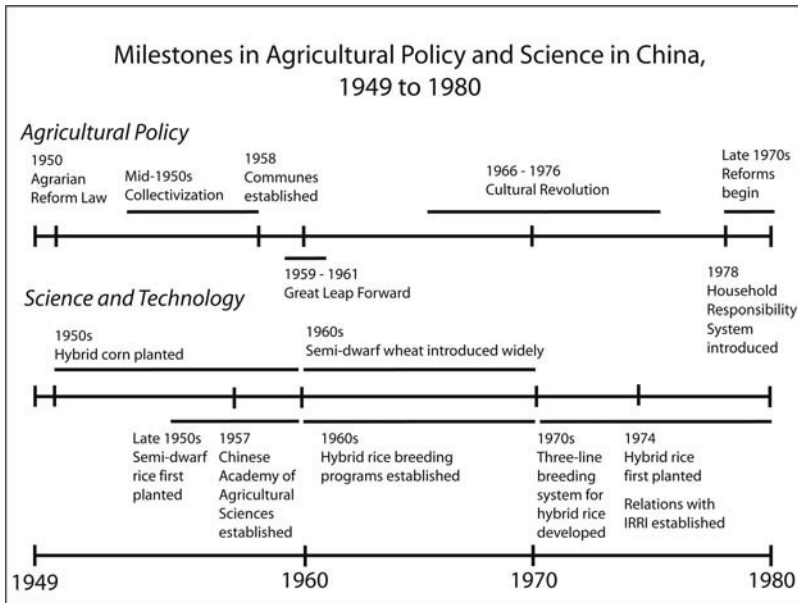 Milestones in Agricultural Policy and Science in China,
1949 to 1980
Agricultural Policy
1950
Agrarian
Reform Law
Mid-1950s
Collectivization
1958
Communes
established
1966 - 1976
Cultural Revolution
Late 1970s
Reforms
begin
1959 - 1961
Great Leap Forward
1978
Household
Responsibility
System
introduced
Science and Technology
1950s
Hybrid corn planted
1960s
Semi-dwarf wheat introduced widely
Late 1950s
Semi-dwarf
rice first
planted
1957
Chinese
Academy of
Agricultural
Sciences
established
1960s
Hybrid rice breeding
programs established
1970s
Three-line
breeding
system for
hybrid rice
developed
1974
Hybrid rice
first planted
Relations with
IRRI established
1949
1960
1970
1980